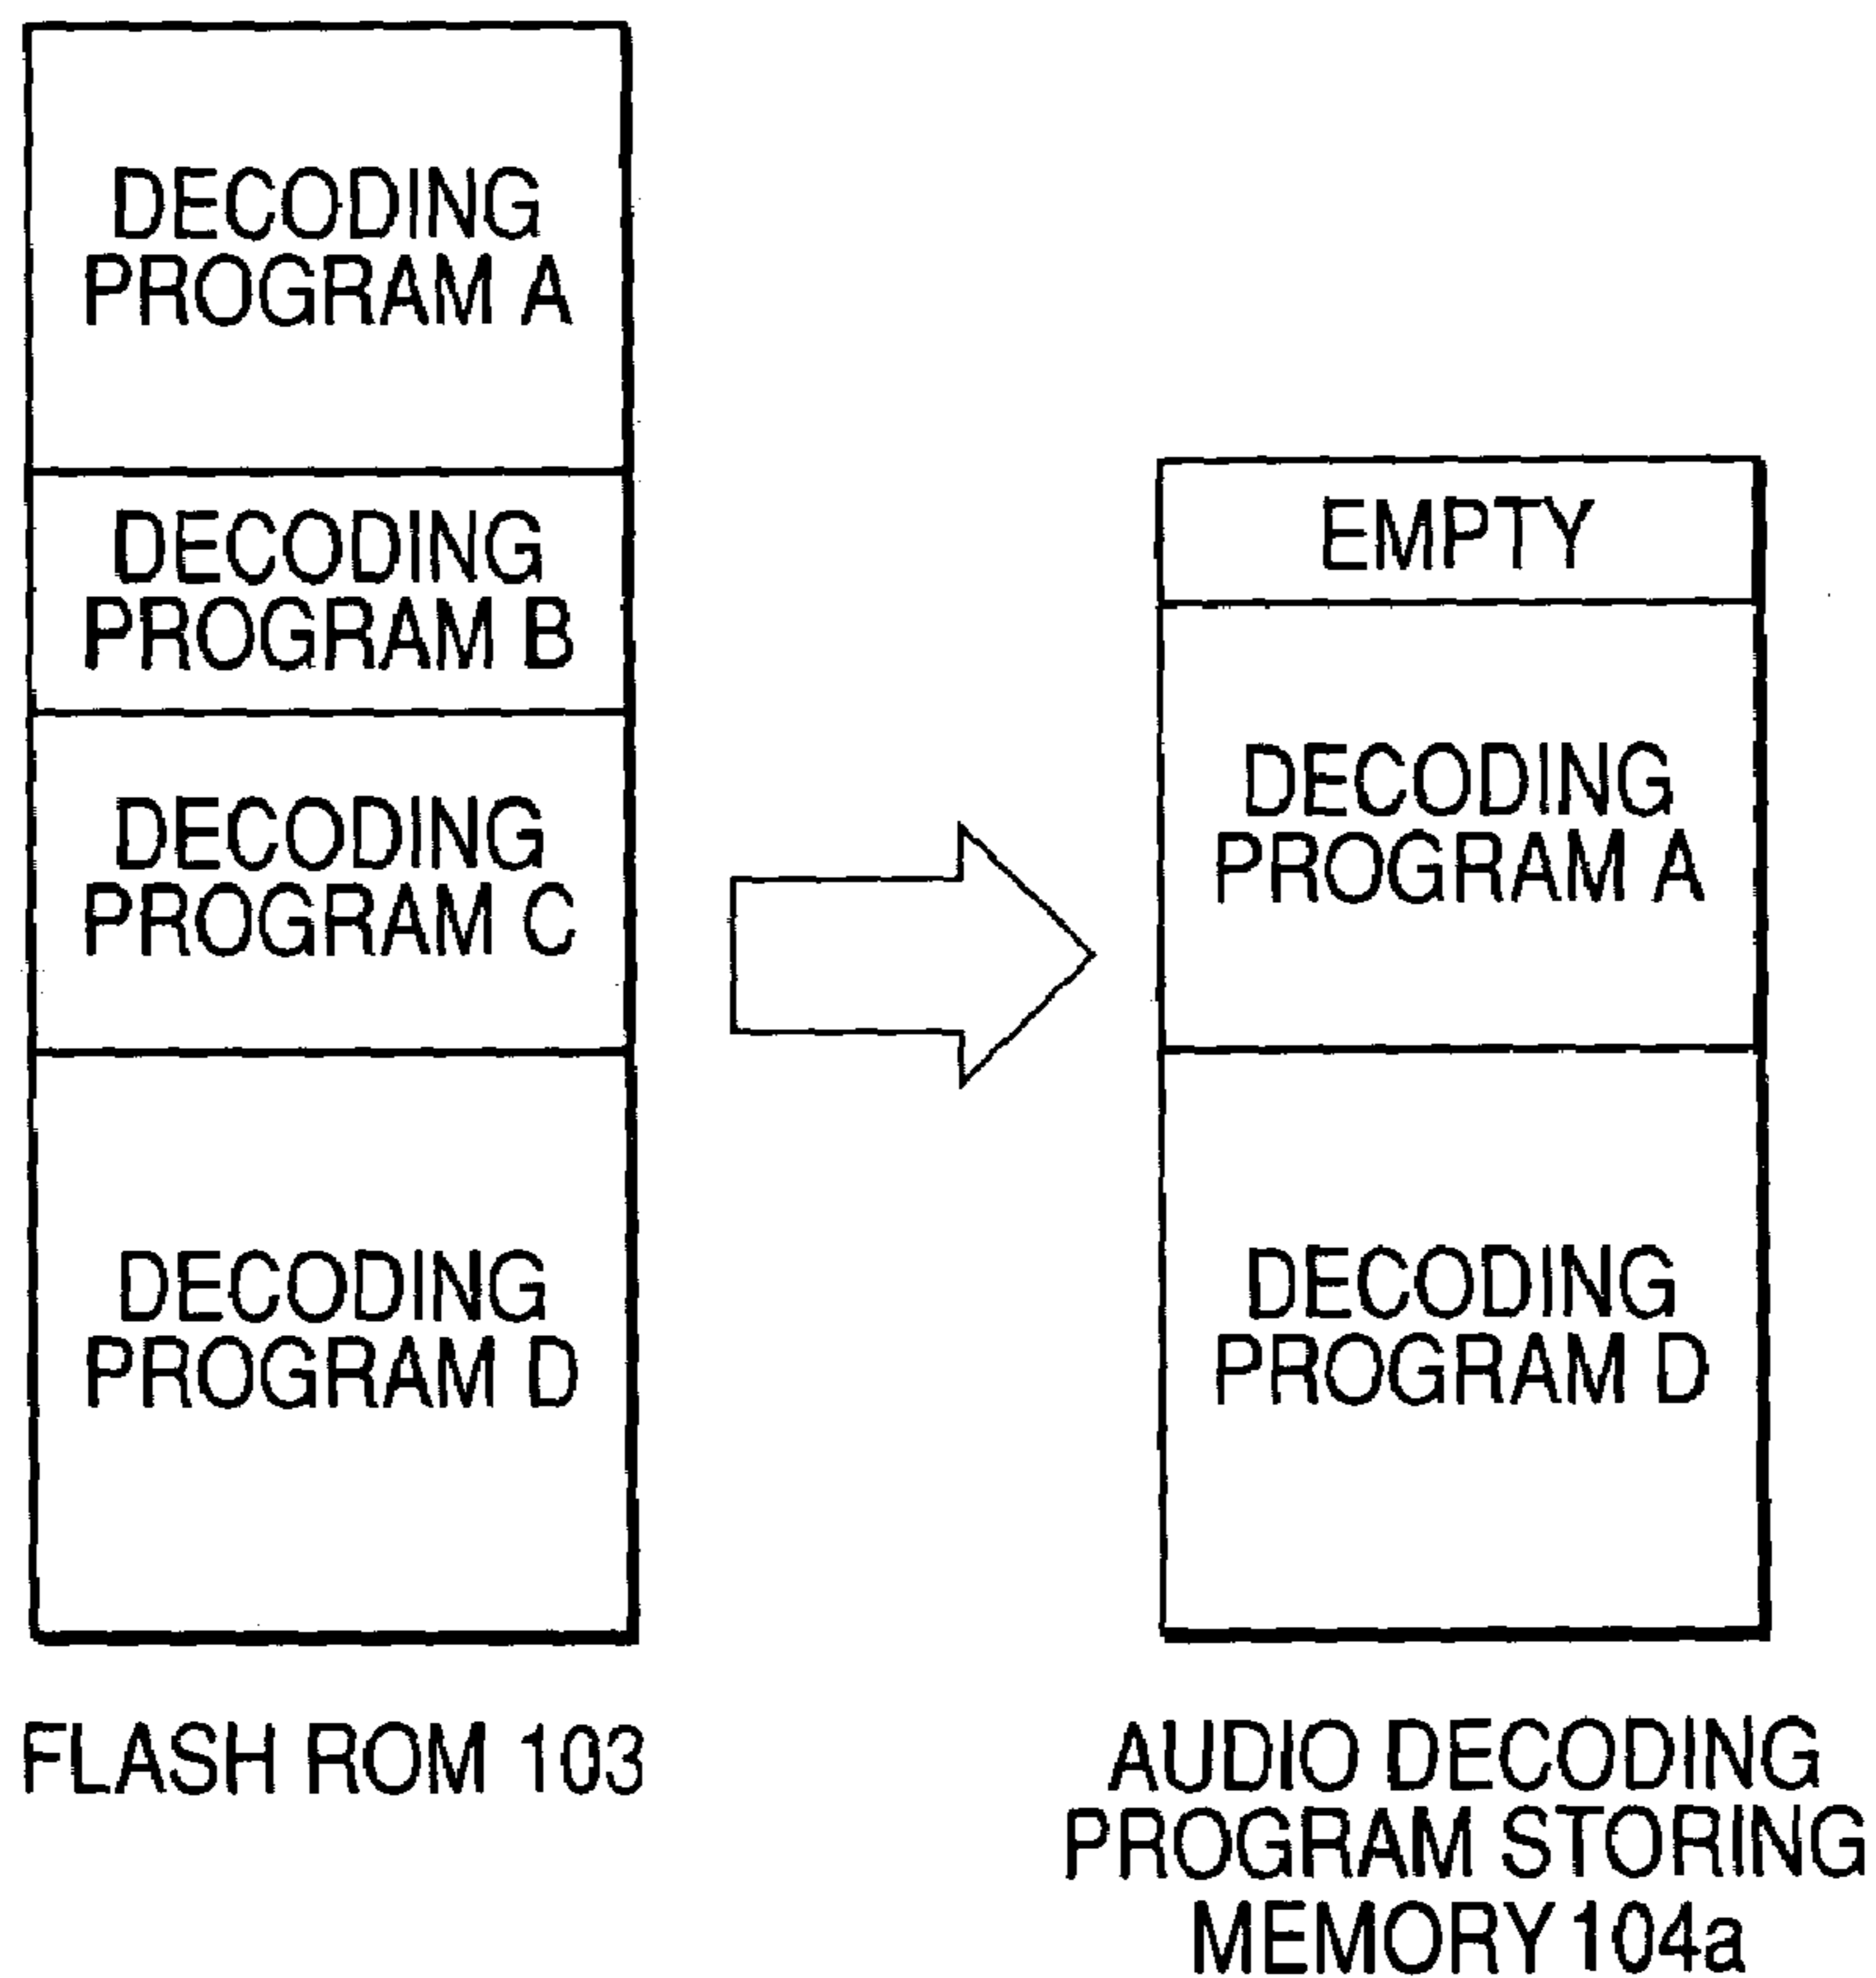 DECODING
PROGRAM A
DECODING
PROGRAM B
DECODING
PROGRAM C
DECODING
PROGRAM D
FLASH ROM 103
EMPTY
DECODING
PROGRAM A
DECODING
PROGRAM D
AUDIO DECODING
PROGRAM STORING
MEMORY 104a